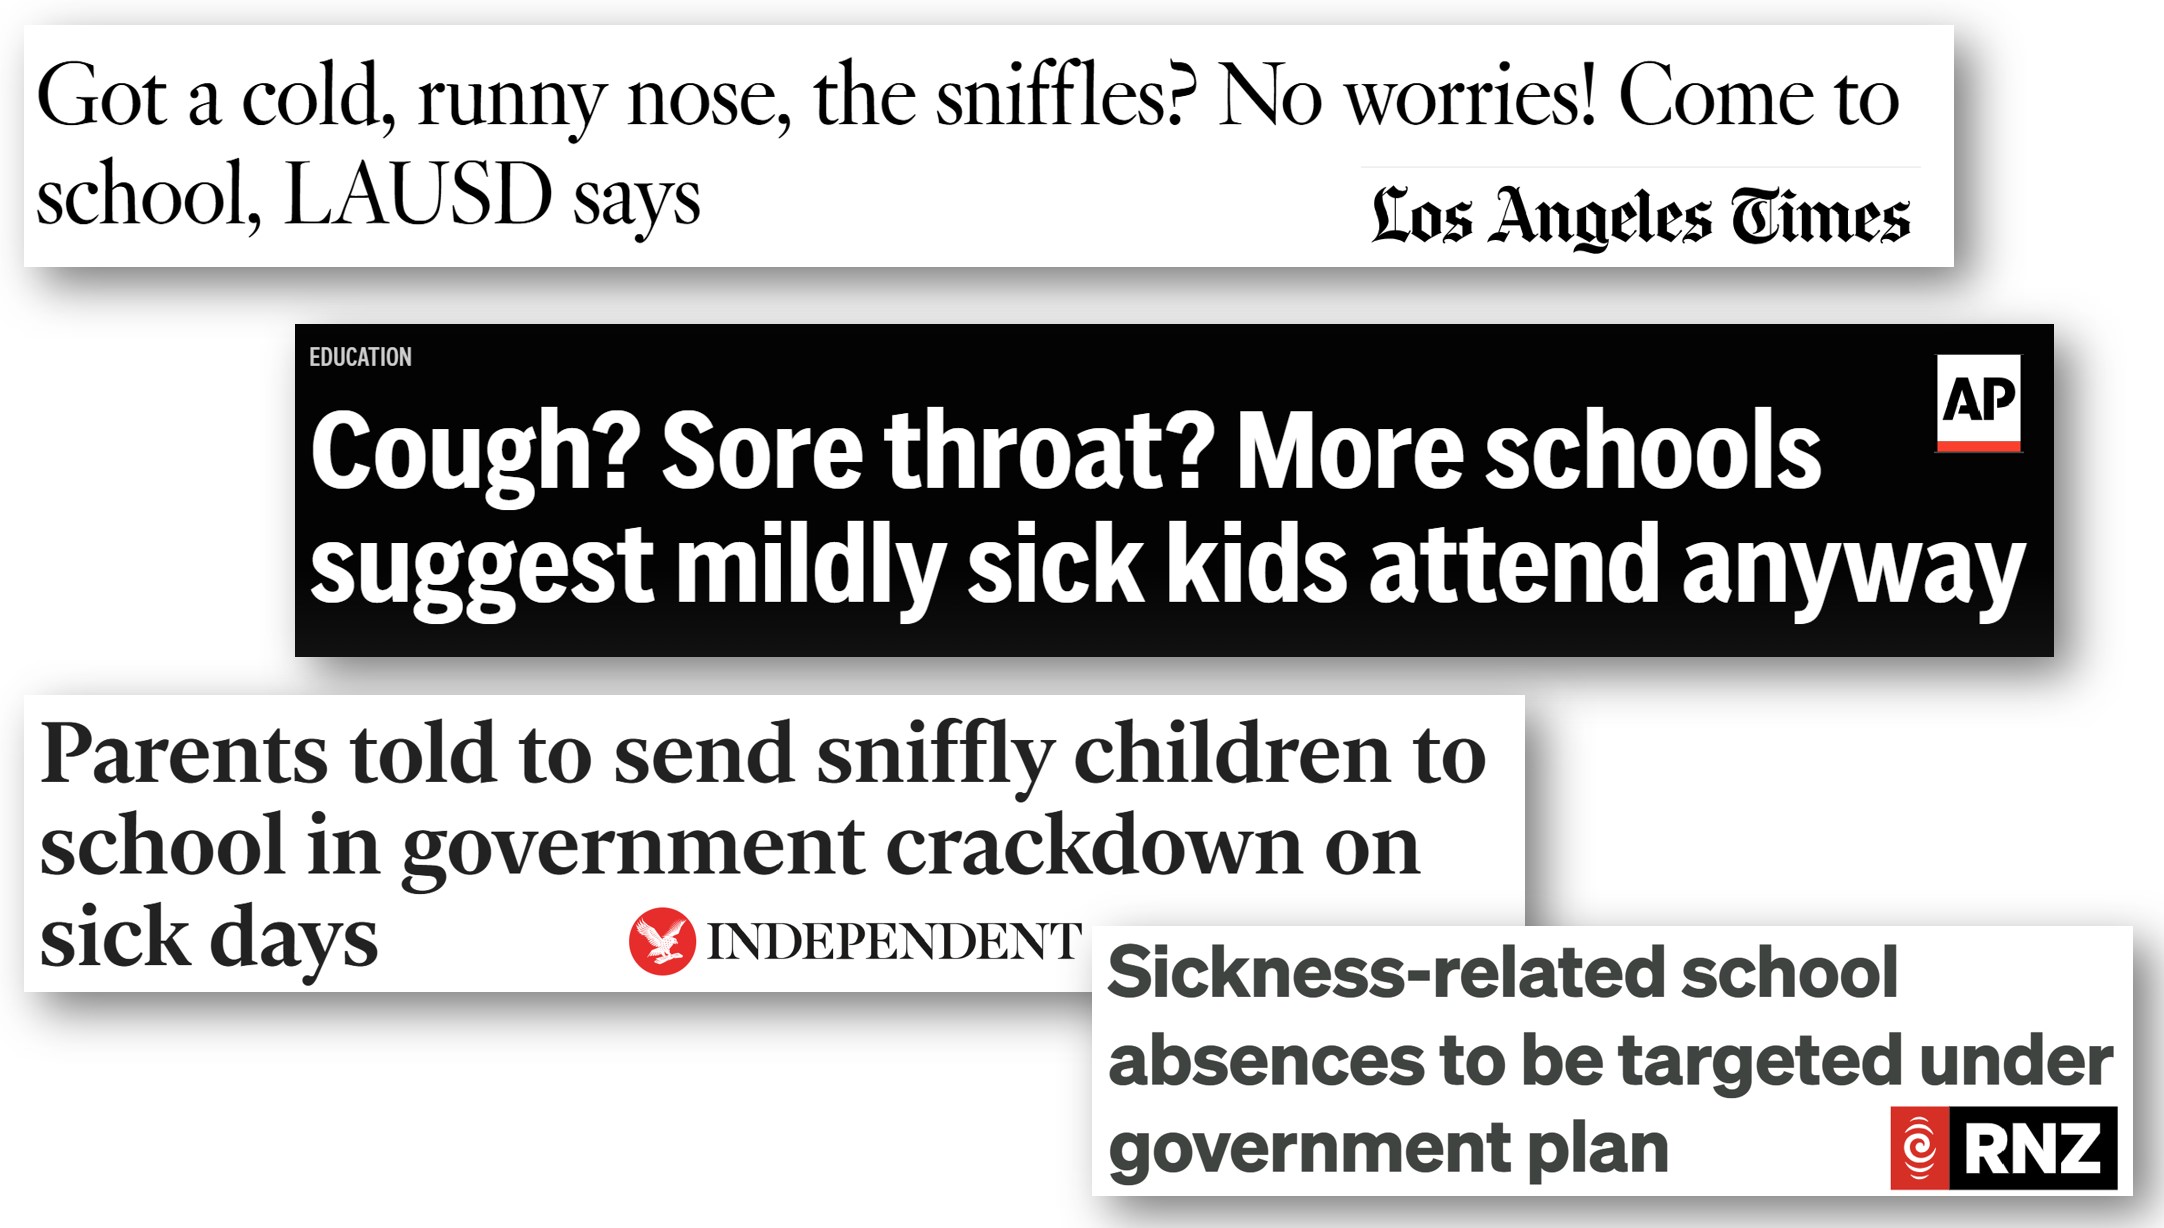 Got a cold, runny nose, the sniffles? No worries! Come to
school, LAUSD says
Los Angeles Times
EDUCATION
AP
Cough? Sore throat? More schools
suggest mildly sick kids attend anyway
Parents told to send sniffly children to
school in government crackdown on
sick days
INDEPENDENT
Sickness-related school
absences to be targeted under
government plan
RNZ